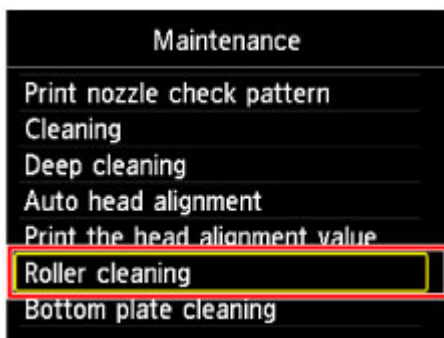 Maintenance
Print nozzle check pattern
Cleaning
Deep cleaning
Auto head alignment
Print the head alignment value
Roller cleaning
Bottom plate cleaning